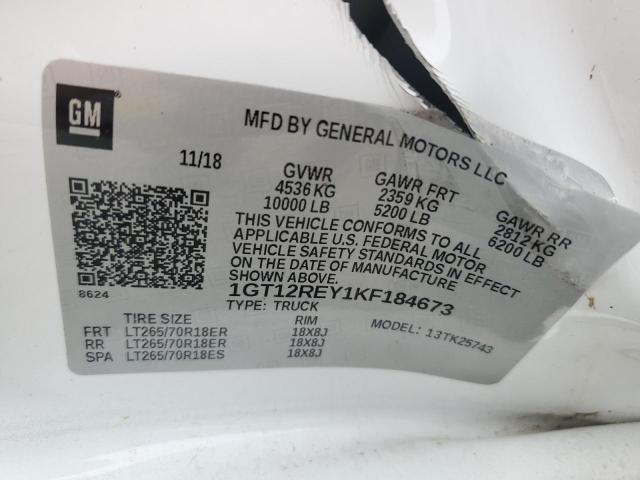 GM
MFD BY GENERAL MOTORS LLC
11/18
GVWR
4536 KG
10000 LB
GAWR FRT
2359 KG
5200 LB
GAWR RR
2812 KG
6200 LB
THIS VEHICLE CONFORMS TO ALL
APPLICABLE U.S. FEDERAL MOTOR
VEHICLE SAFETY STANDARDS IN EFFECT
ON THE DATE OF MANUFACTURE
SHOWN ABOVE.
8624
1GT12REY1KF184673
TYPE: TRUCK
MODEL: 13TK25743
TIRE SIZE RIM
FRT LT265/70R18ER 18X8J
RR LT265/70R18ER 18X8J
SPA LT265/70R18ES 18X8J